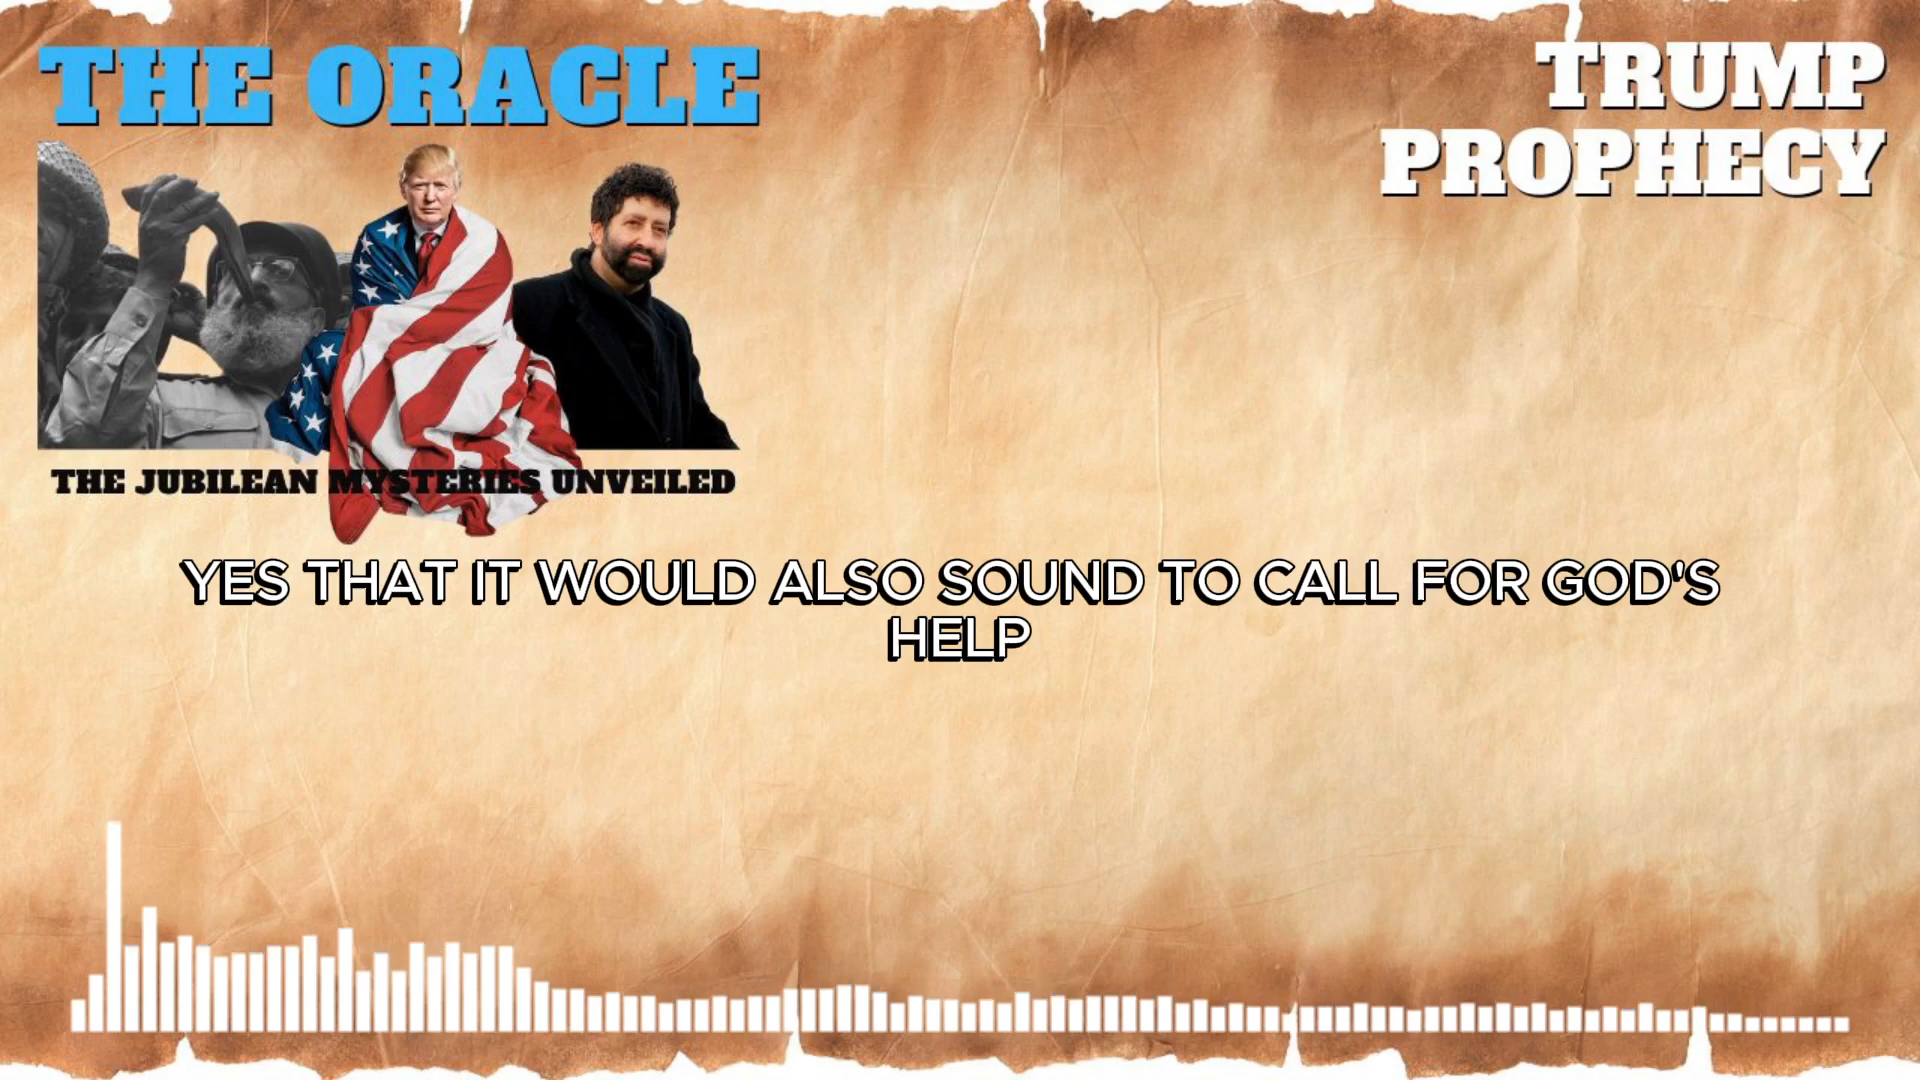 THE ORACLE
TRUMP
PROPHECY
THE JUBILEAN MYSTERIES UNVEILED
YES THAT IT WOULD ALSO SOUND TO CALL FOR GOD'S
HELP